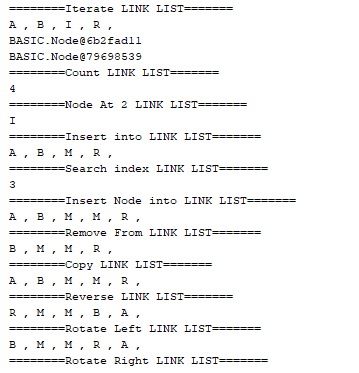 ========Iterate LINK LIST=======
A , B , I , R ,
BASIC.Node@6b2fad11
BASIC.Node@79698539
========Count LINK LIST=======
4
========Node At 2 LINK LIST=======
I
========Insert into LINK LIST=======
A , B , M , R ,
========Search index LINK LIST=======
3
========Insert Node into LINK LIST=======
A , B , M , M , R ,
========Remove From LINK LIST=======
B , M , M , R ,
========Copy LINK LIST=======
A , B , M , M , R ,
========Reverse LINK LIST=======
R , M , M , B , A ,
========Rotate Left LINK LIST=======
B , M , M , R , A ,
========Rotate Right LINK LIST=======